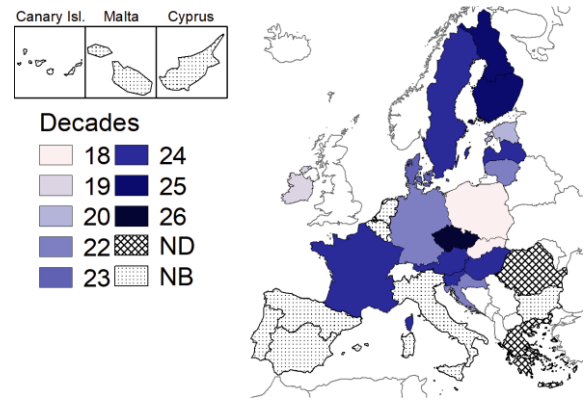 Canary Isl. Malta Cyprus
Decades
18 24
19 25
20 26
22 ND
23 NB